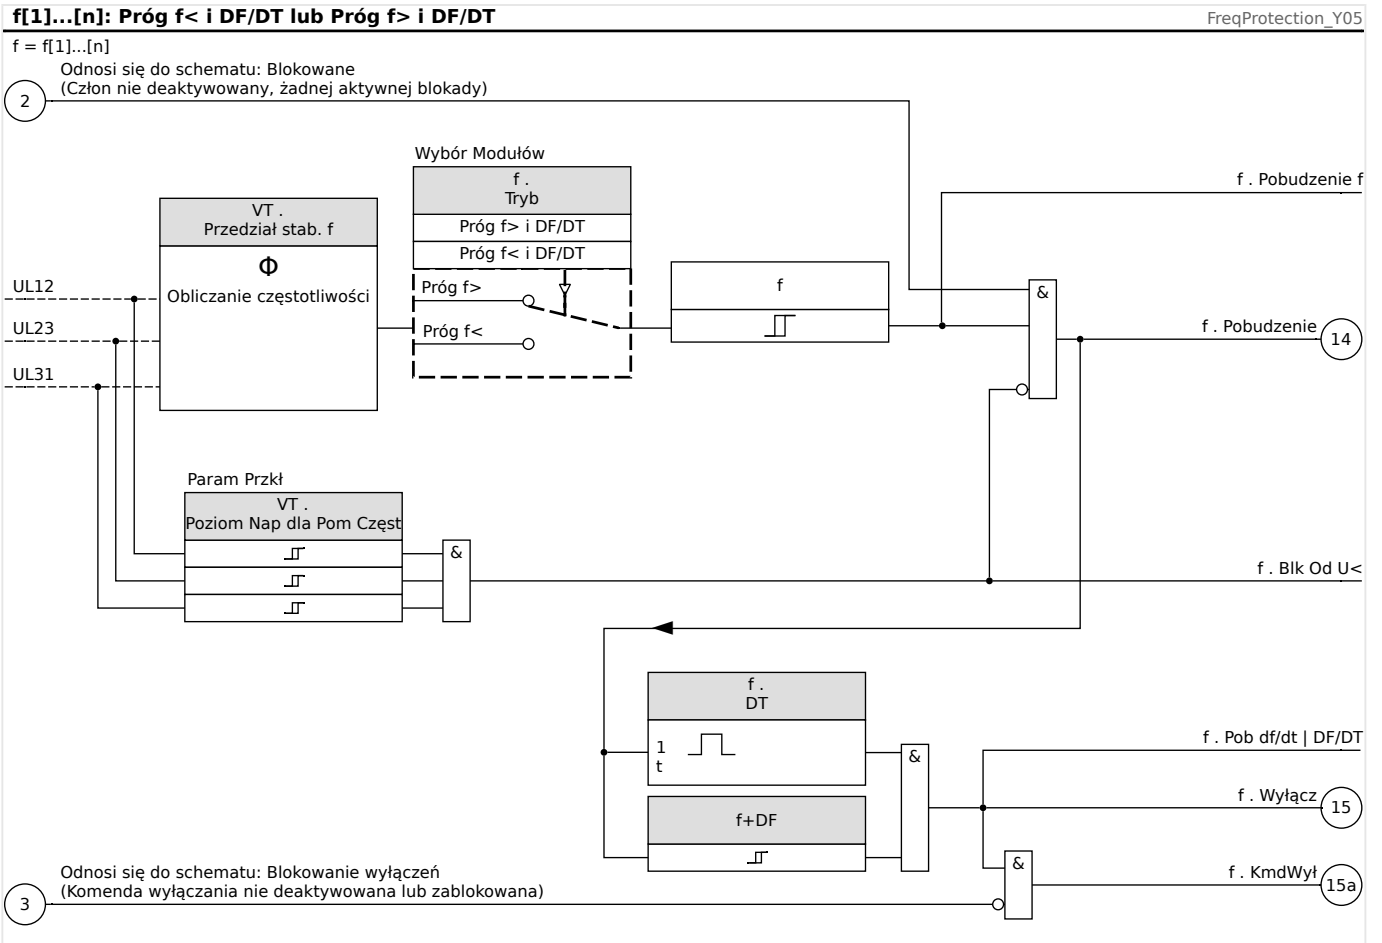 f[1]...[n]: Próg f< i DF/DT lub Próg f> i DF/DT
FreqProtection_Y05
f = f[1]...[n]
Odnosi się do schematu: Blokowane
(Człon nie deaktywowany, żadnej aktywnej blokady)
2
Wybór Modułów
f .
Tryb
Próg f> i DF/DT
Próg f< i DF/DT
Próg f>
Próg f<
VT .
Przedział stab. f
Φ
Obliczanie częstotliwości
UL12
UL23
UL31
f
&
f . Pobudzenie f
f . Pobudzenie
14
Param Przkł
VT .
Poziom Nap dla Pom Częst
&
f . Blk Od U<
f .
DT
1
t
f+DF
&
f . Pob df/dt | DF/DT
f . Wyłącz
15
&
f . KmdWył
15a
Odnosi się do schematu: Blokowanie wyłączeń
(Komenda wyłączania nie deaktywowana lub zablokowana)
3